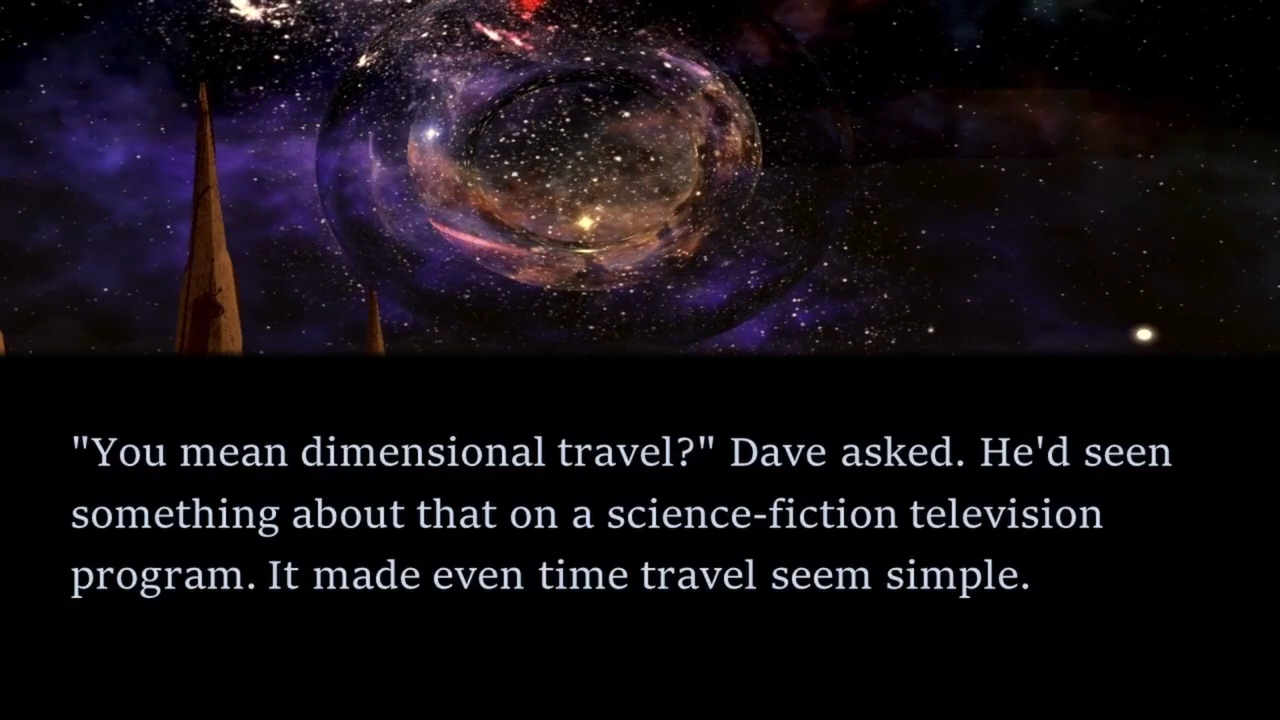 "You mean dimensional travel?" Dave asked. He'd seen
something about that on a science-fiction television
program. It made even time travel seem simple.